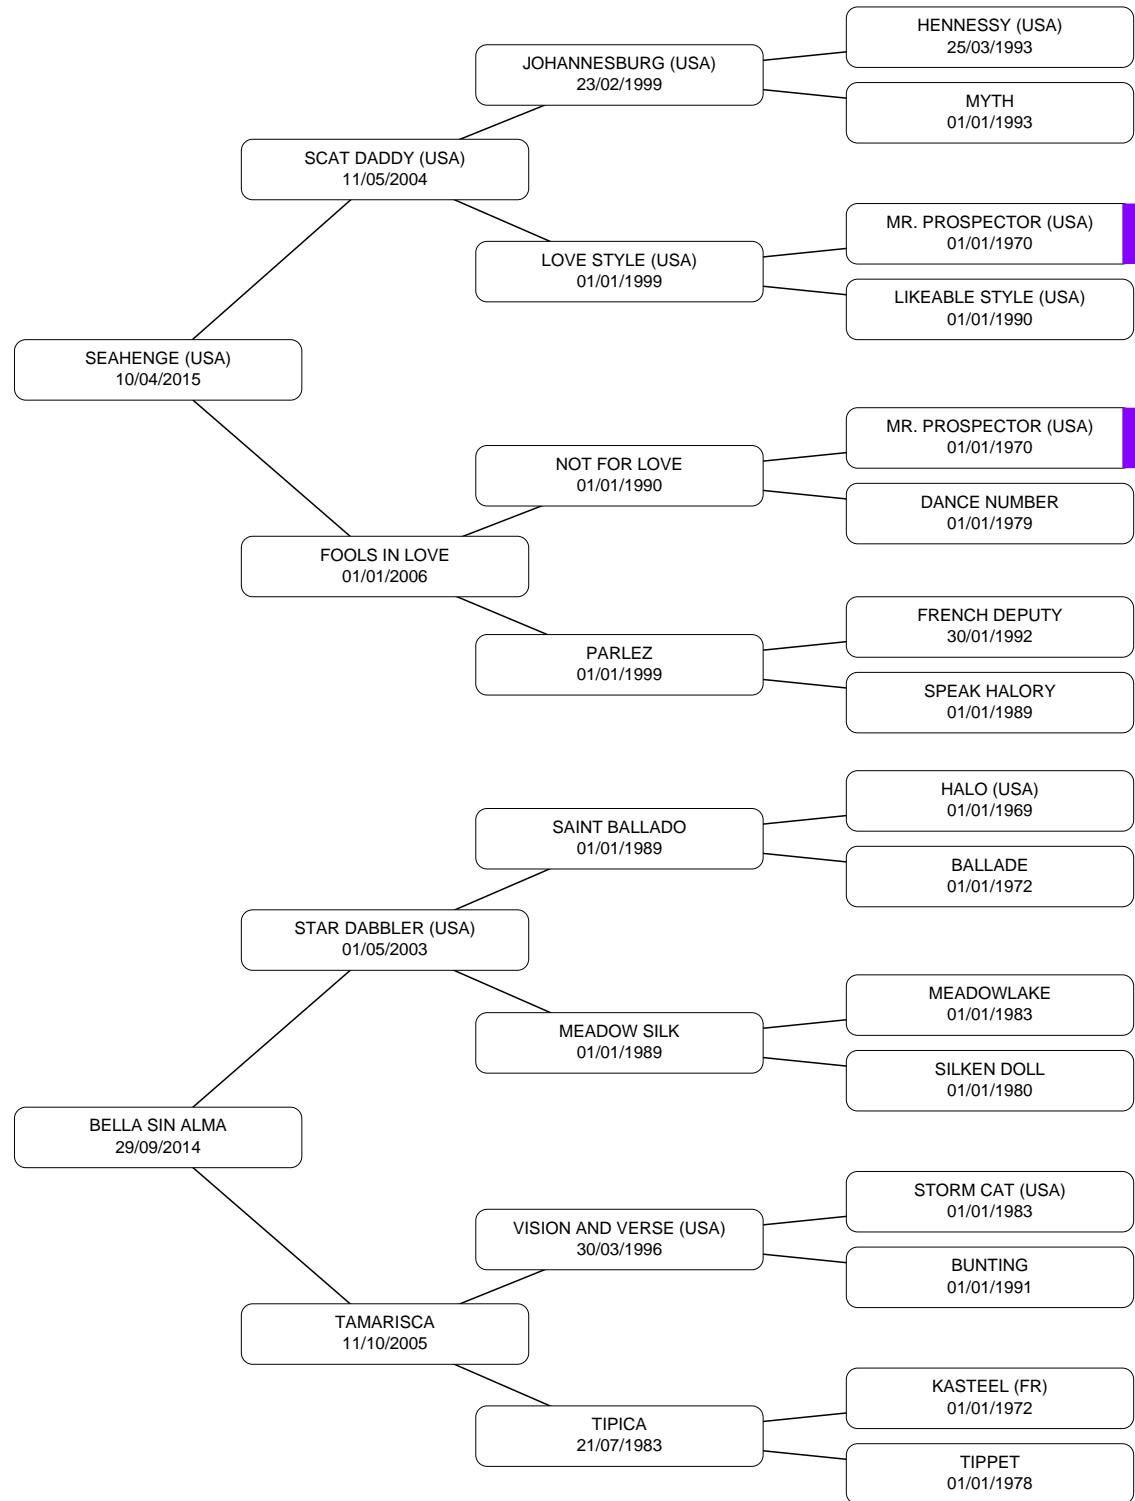 HENNESSY (USA)
25/03/1993
JOHANNESBURG (USA)
23/02/1999
MYTH
01/01/1993
SCAT DADDY (USA)
11/05/2004
MR. PROSPECTOR (USA)
01/01/1970
LOVE STYLE (USA)
01/01/1999
LIKEABLE STYLE (USA)
01/01/1990
SEAHENGE (USA)
10/04/2015
MR. PROSPECTOR (USA)
01/01/1970
NOT FOR LOVE
01/01/1990
DANCE NUMBER
01/01/1979
FOOLS IN LOVE
01/01/2006
FRENCH DEPUTY
30/01/1992
PARLEZ
01/01/1999
SPEAK HALORY
01/01/1989
HALO (USA)
01/01/1969
SAINT BALLADO
01/01/1989
BALLADE
01/01/1972
STAR DABBLER (USA)
01/05/2003
MEADOWLAKE
01/01/1983
MEADOW SILK
01/01/1989
SILKEN DOLL
01/01/1980
BELLA SIN ALMA
29/09/2014
STORM CAT (USA)
01/01/1983
VISION AND VERSE (USA)
30/03/1996
BUNTING
01/01/1991
TAMARISCA
11/10/2005
KASTEEL (FR)
01/01/1972
TIPICA
21/07/1983
TIPPET
01/01/1978